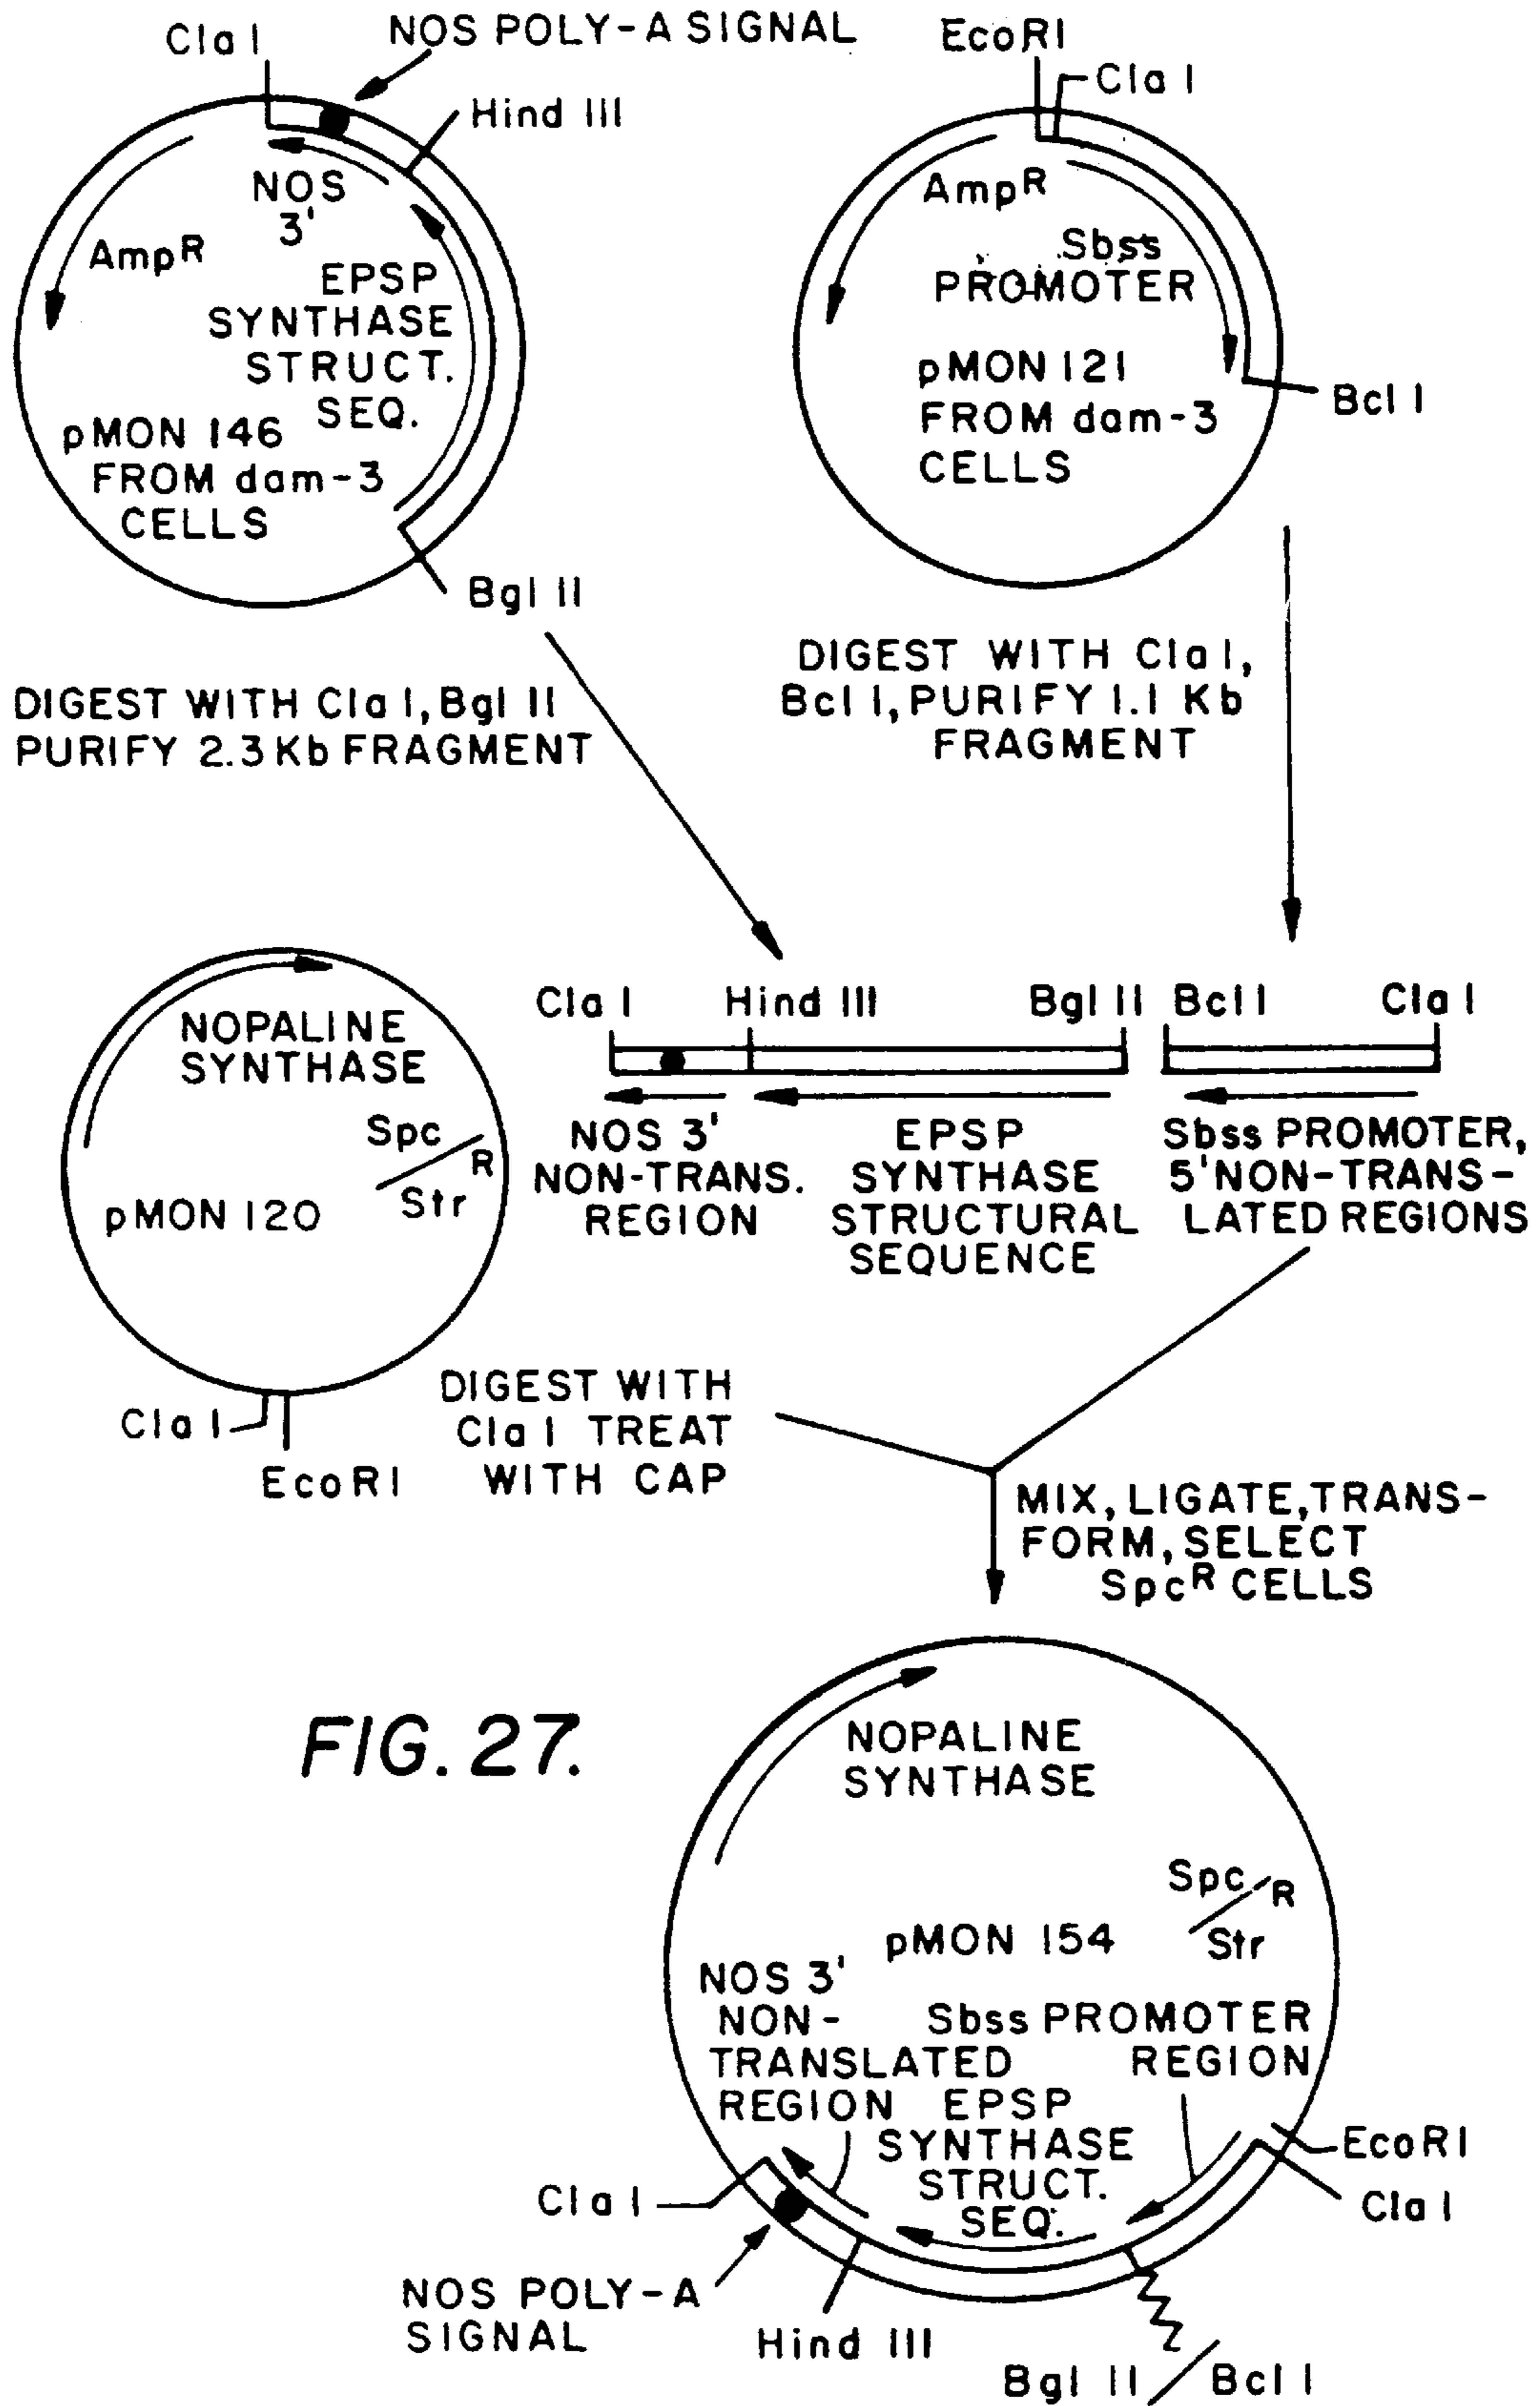 Cla I
NOS POLY-A SIGNAL
Hind III
NOS
3'
AmpR
EPSP
SYNTHASE
STRUCT.
SEQ.
pMON 146
FROM dam-3
CELLS
Bgl II
EcoRI
Cla I
AmpR
Sbss
PROMOTER
pMON 121
FROM dam-3
CELLS
Bcl I
DIGEST WITH Cla I, Bgl II
PURIFY 2.3 Kb FRAGMENT
DIGEST WITH Cla I,
Bcl I, PURIFY 1.1 Kb
FRAGMENT
NOPALINE
SYNTHASE
Spc
R
Str
pMON 120
Cla I
EcoRI
Cla I
Hind III
Bgl II
Bcl I
Cla I
NOS 3'
NON-TRANS.
REGION
EPSP
SYNTHASE
STRUCTURAL
SEQUENCE
Sbss PROMOTER,
5' NON-TRANS-
LATED REGIONS
DIGEST WITH
Cla I TREAT
WITH CAP
MIX, LIGATE, TRANS-
FORM, SELECT
SpcR CELLS
FIG. 27.
NOPALINE
SYNTHASE
Spc
R
Str
pMON 154
NOS 3'
NON-
TRANSLATED
REGION
Sbss PROMOTER
REGION
EPSP
SYNTHASE
STRUCT.
SEQ.
EcoRI
Cla I
Cla I
NOS POLY-A
SIGNAL
Hind III
Bgl II / Bcl I